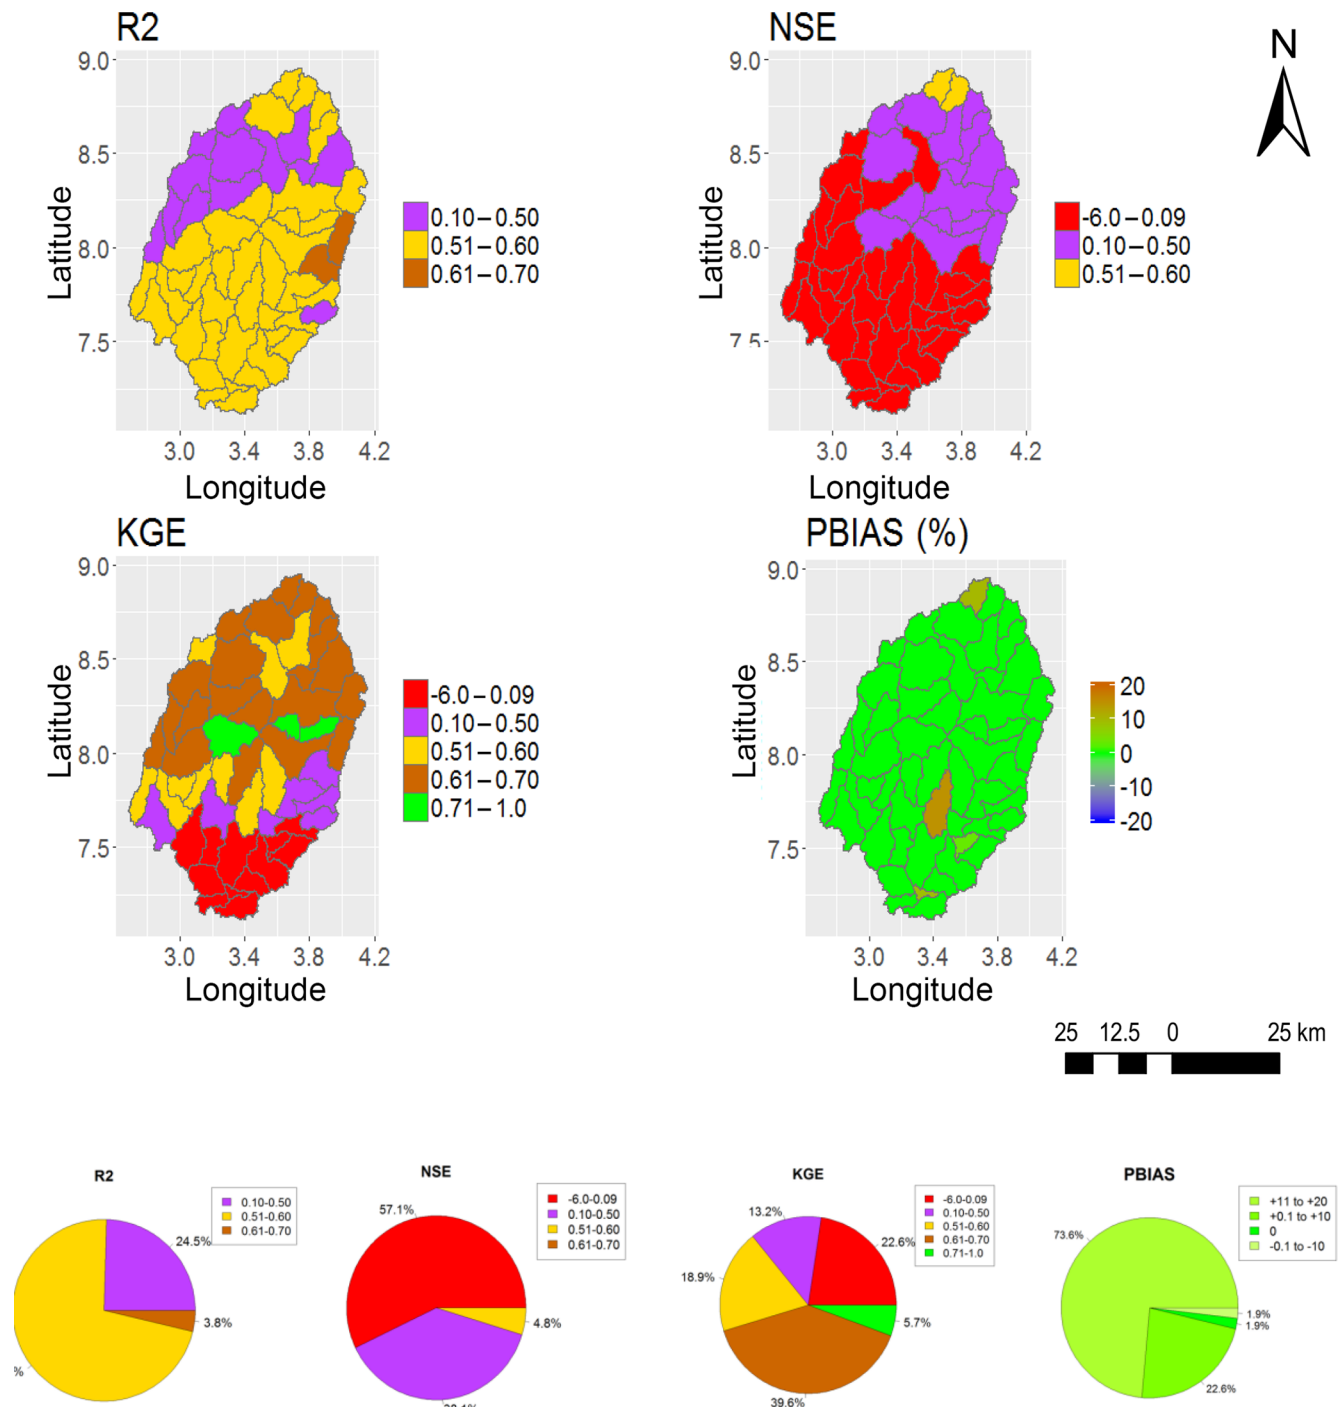 R2
9.0
8.5
8.0
7.5
Latitude
3.0 3.4 3.8 4.2
Longitude
0.10–0.50
0.51–0.60
0.61–0.70
NSE
9.0
8.5
8.0
7.5
Latitude
3.0 3.4 3.8 4.2
Longitude
-6.0–0.09
0.10–0.50
0.51–0.60
N
KGE
9.0
8.5
8.0
7.5
Latitude
3.0 3.4 3.8 4.2
Longitude
-6.0–0.09
0.10–0.50
0.51–0.60
0.61–0.70
0.71–1.0
PBIAS (%)
9.0
8.5
8.0
7.5
Latitude
3.0 3.4 3.8 4.2
Longitude
20
10
0
-10
-20
25 12.5 0 25 km
R2
0.10-0.50
0.51-0.60
0.61-0.70
24.5%
3.8%
%
NSE
-6.0-0.09
0.10-0.50
0.51-0.60
0.61-0.70
57.1%
4.8%
KGE
-6.0-0.09
0.10-0.50
0.51-0.60
0.61-0.70
0.71-1.0
13.2%
22.6%
18.9%
5.7%
39.6%
PBIAS
+11 to +20
+0.1 to +10
0
-0.1 to -10
73.6%
1.9%
1.9%
22.6%